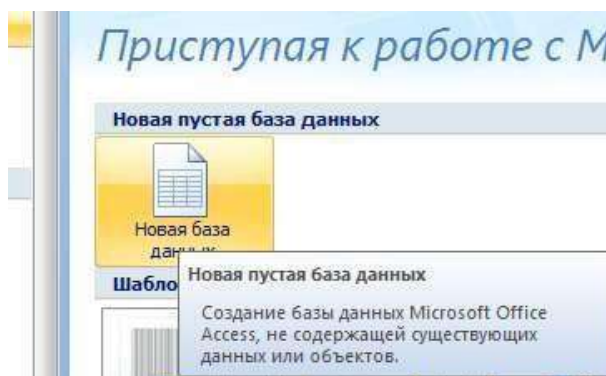 Приступая к работе с M
Новая пустая база данных
Новая база
данных
Шабло
Новая пустая база данных
Создание базы данных Microsoft Office
Access, не содержащей существующих
данных или объектов.